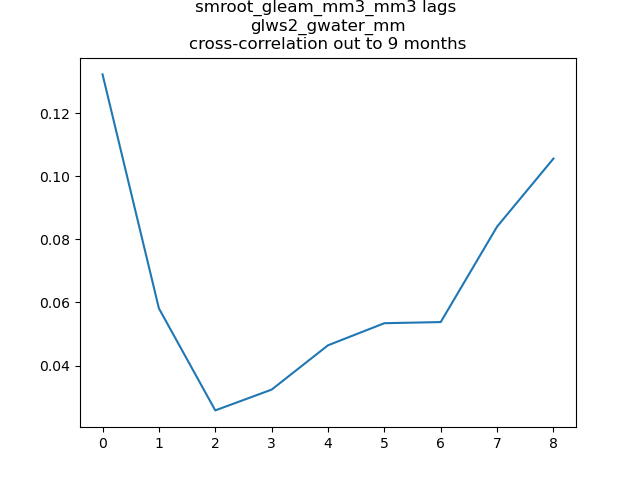 smroot_gleam_mm3_mm3 lags
glws2_gwater_mm
cross-correlation out to 9 months
0.12
0.10
0.08
0.06
0.04
0 1 2 3 4 5 6 7 8